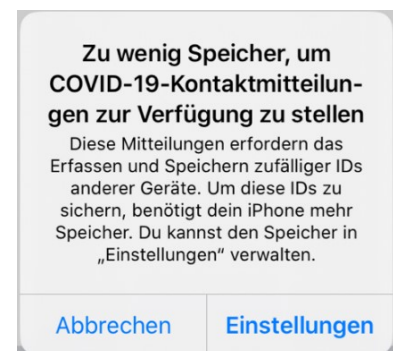 Zu wenig Speicher, um
COVID-19-Kontaktmitteilun-
gen zur Verfügung zu stellen
Diese Mitteilungen erfordern das
Erfassen und Speichern zufälliger IDs
anderer Geräte. Um diese IDs zu
sichern, benötigt dein iPhone mehr
Speicher. Du kannst den Speicher in
„Einstellungen“ verwalten.
Abbrechen
Einstellungen